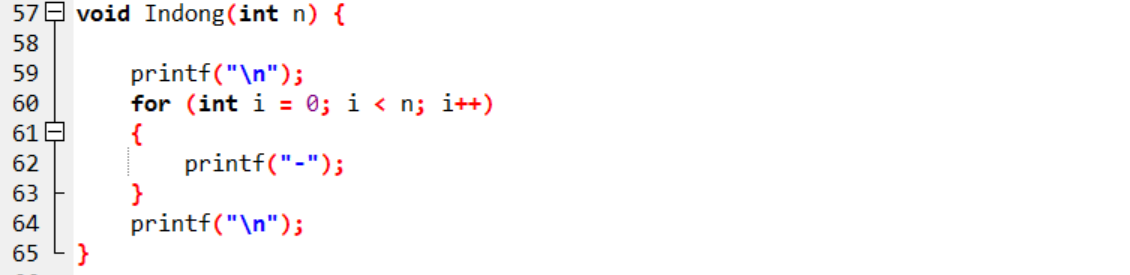 57 void Indong(int n) {
58
59 printf("\n");
60 for (int i = 0; i < n; i++)
61 {
62 printf("-");
63 }
64 printf("\n");
65 }